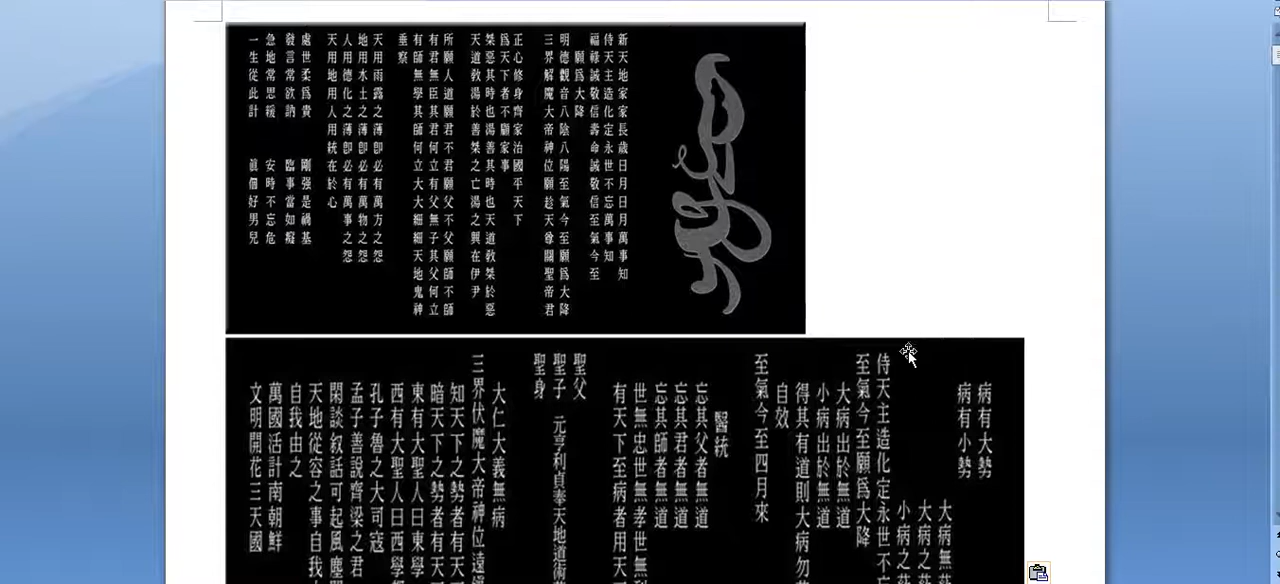 新天地家家長歲日月日月萬事知
侍天主造化定永世不忘萬事知
福祿誠敬信壽命誠敬信至氣今至
願爲大降
明德觀音八陰八陽至氣今至願爲大降
三界解魔大帝神位願趁天尊關聖帝君
正心修身齊家治國平天下
爲天下者不顧家事
桀惡其時也湯善其時也天道敎桀於惡
天道敎湯於善桀之亡湯之興在伊尹
所願人道願君不君願父不父願師不師
有君無臣其君何立有父無子其父何立
有師無學其師何立大大細細天地鬼神
垂察
天用雨露之薄卽必有萬方之怨
地用水土之薄卽必有萬物之怨
人用德化之薄卽必有萬事之怨
天用地用人用統在於心
處世柔爲貴 剛强是禍基
發言常欲訥 臨事當如癡
急地常思緩 安時不忘危
一生從此計 眞個好男兒
病有大勢
病有小勢
大病無
大病之
小病之
侍天主造化定永世不忘
至氣今至願爲大降
大病出於無道
小病出於無道
得其有道則大病勿
自效
至氣今至四月來
醫統
忘其父者無道
忘其君者無道
忘其師者無道
世無忠世無孝世無
有天下至病者用天
聖父
聖子 元亨利貞奉天地道術
聖身
大仁大義無病
三界伏魔大帝神位遠
知天下之勢者有天
暗天下之勢者有天
東有大聖人曰東學
西有大聖人曰西學
孔子魯之大司寇
孟子善說齊梁之君
閑談敘話可起風塵
天地從容之事自我
自我由之
萬國活計南朝鮮
文明開花三天國